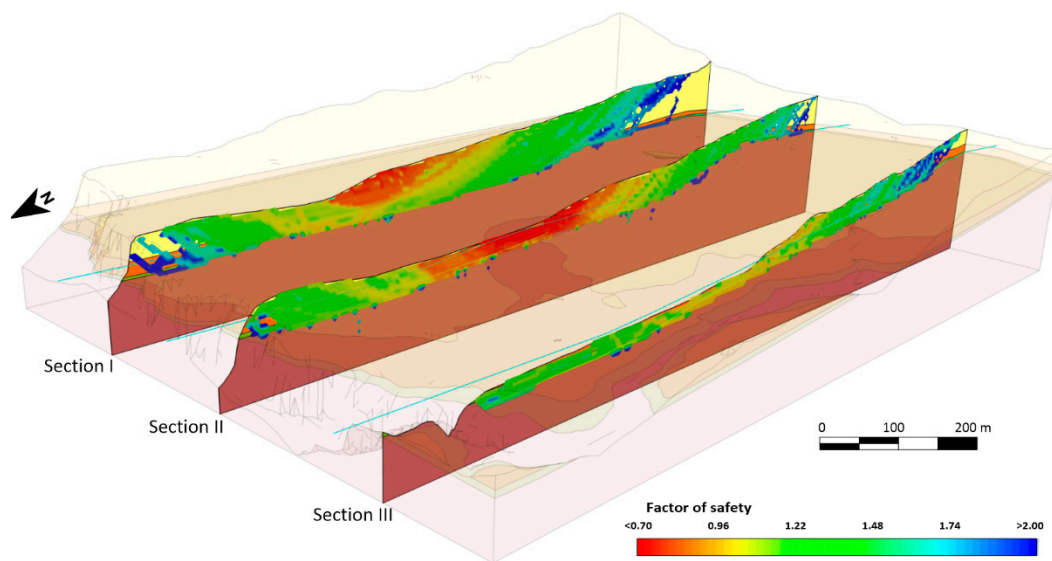 N
Section I
Section II
Section III
0 100 200 m
Factor of safety
<0.70 0.96 1.22 1.48 1.74 >2.00